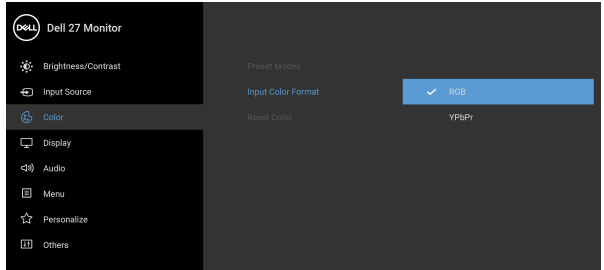 DELL Dell 27 Monitor
Brightness/Contrast
Input Source
Color
Display
Audio
Menu
Personalize
Others
Preset Modes
Input Color Format
Reset Color
RGB
YPbPr